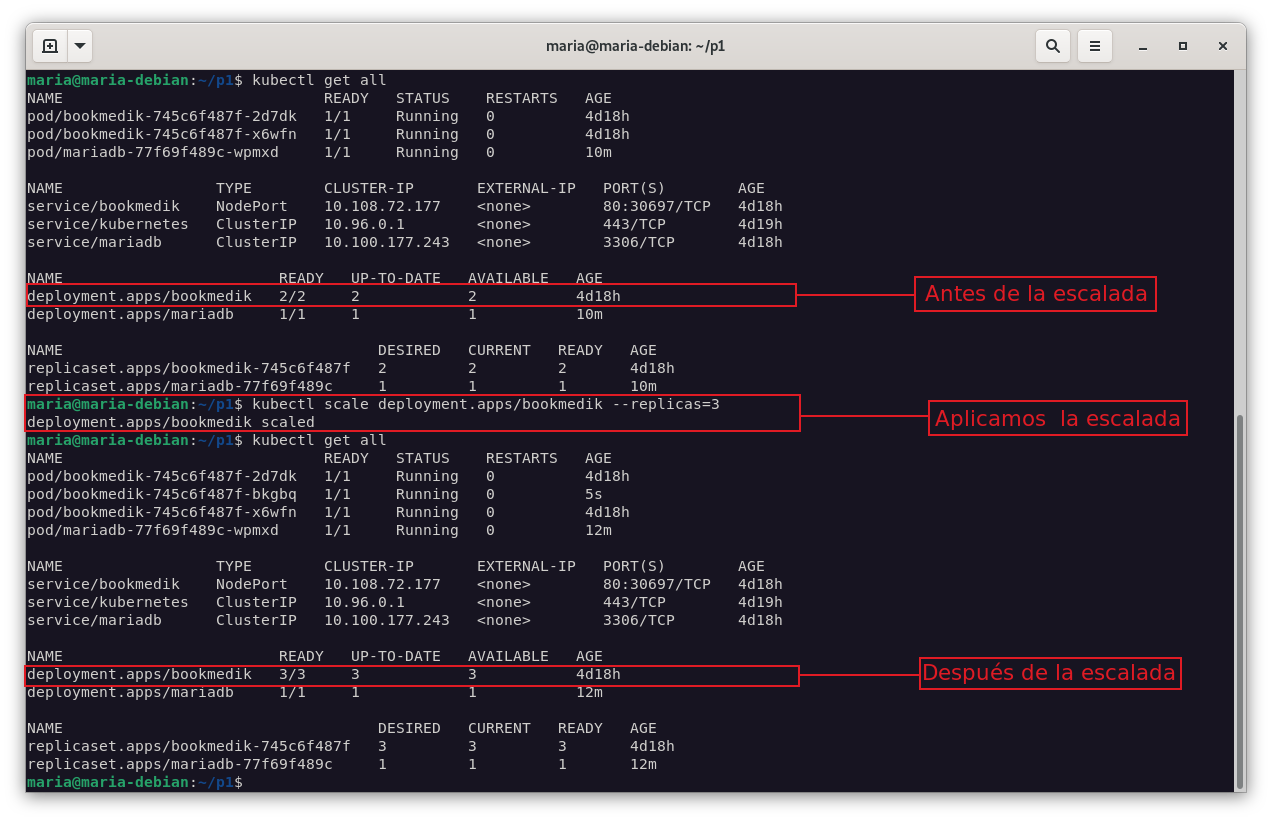 maria@maria-debian: ~/p1
maria@maria-debian:~/p1$ kubectl get all
NAME READY STATUS RESTARTS AGE
pod/bookmedik-745c6f487f-2d7dk 1/1 Running 0 4d18h
pod/bookmedik-745c6f487f-x6wfn 1/1 Running 0 4d18h
pod/mariadb-77f69f489c-wpmxd 1/1 Running 0 10m
NAME TYPE CLUSTER-IP EXTERNAL-IP PORT(S) AGE
service/bookmedik NodePort 10.108.72.177 <none> 80:30697/TCP 4d18h
service/kubernetes ClusterIP 10.96.0.1 <none> 443/TCP 4d19h
service/mariadb ClusterIP 10.100.177.243 <none> 3306/TCP 4d18h
NAME READY UP-TO-DATE AVAILABLE AGE
deployment.apps/bookmedik 2/2 2 2 4d18h
Antes de la escalada
deployment.apps/mariadb 1/1 1 1 10m
NAME DESIRED CURRENT READY AGE
replicaset.apps/bookmedik-745c6f487f 2 2 2 4d18h
replicaset.apps/mariadb-77f69f489c 1 1 1 10m
maria@maria-debian:~/p1$ kubectl scale deployment.apps/bookmedik --replicas=3
deployment.apps/bookmedik scaled
Aplicamos la escalada
maria@maria-debian:~/p1$ kubectl get all
NAME READY STATUS RESTARTS AGE
pod/bookmedik-745c6f487f-2d7dk 1/1 Running 0 4d18h
pod/bookmedik-745c6f487f-bkgbq 1/1 Running 0 5s
pod/bookmedik-745c6f487f-x6wfn 1/1 Running 0 4d18h
pod/mariadb-77f69f489c-wpmxd 1/1 Running 0 12m
NAME TYPE CLUSTER-IP EXTERNAL-IP PORT(S) AGE
service/bookmedik NodePort 10.108.72.177 <none> 80:30697/TCP 4d18h
service/kubernetes ClusterIP 10.96.0.1 <none> 443/TCP 4d19h
service/mariadb ClusterIP 10.100.177.243 <none> 3306/TCP 4d18h
NAME READY UP-TO-DATE AVAILABLE AGE
deployment.apps/bookmedik 3/3 3 3 4d18h
Después de la escalada
deployment.apps/mariadb 1/1 1 1 12m
NAME DESIRED CURRENT READY AGE
replicaset.apps/bookmedik-745c6f487f 3 3 3 4d18h
replicaset.apps/mariadb-77f69f489c 1 1 1 12m
maria@maria-debian:~/p1$